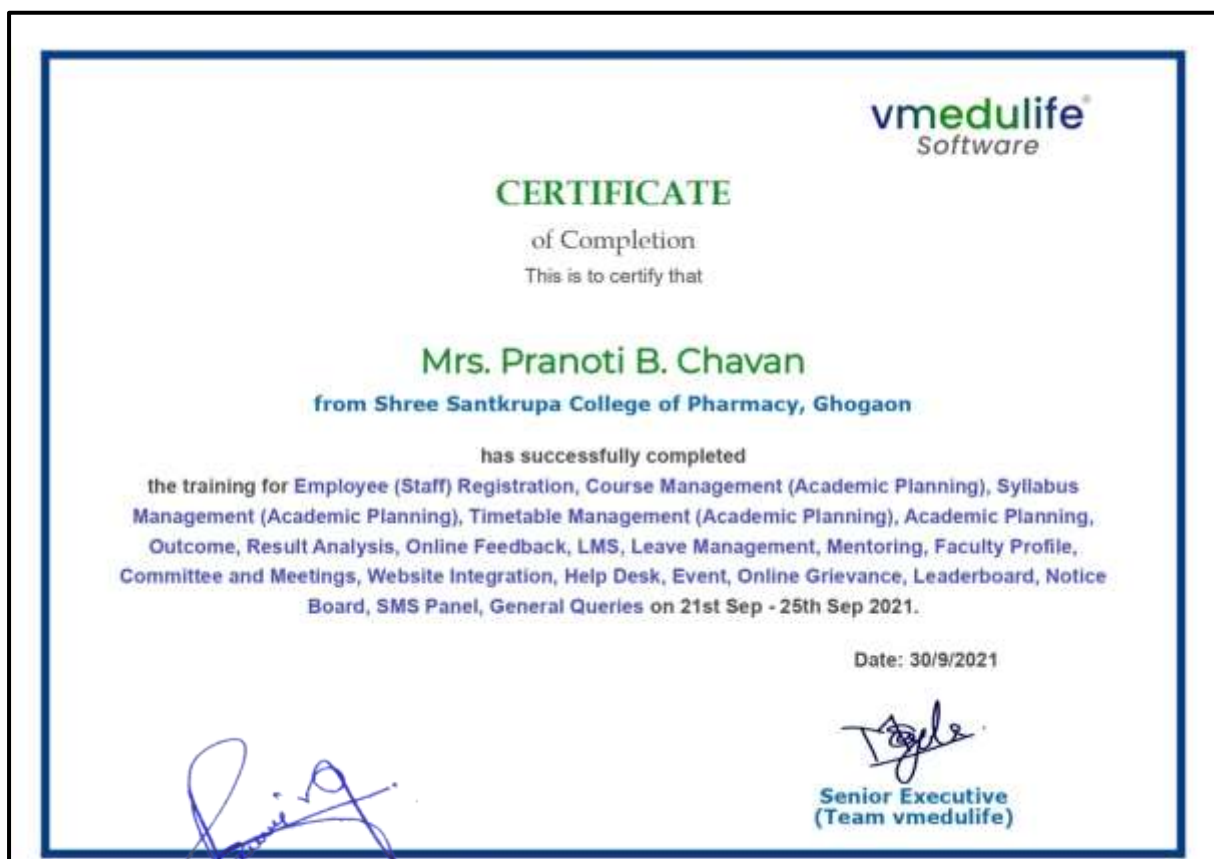 vmedulife®
Software
CERTIFICATE
of Completion
This is to certify that
Mrs. Pranoti B. Chavan
from Shree Santkrupa College of Pharmacy, Ghogaon
has successfully completed
the training for Employee (Staff) Registration, Course Management (Academic Planning), Syllabus
Management (Academic Planning), Timetable Management (Academic Planning), Academic Planning,
Outcome, Result Analysis, Online Feedback, LMS, Leave Management, Mentoring, Faculty Profile,
Committee and Meetings, Website Integration, Help Desk, Event, Online Grievance, Leaderboard, Notice
Board, SMS Panel, General Queries on 21st Sep - 25th Sep 2021.
Date: 30/9/2021
Senior Executive
(Team vmedulife)